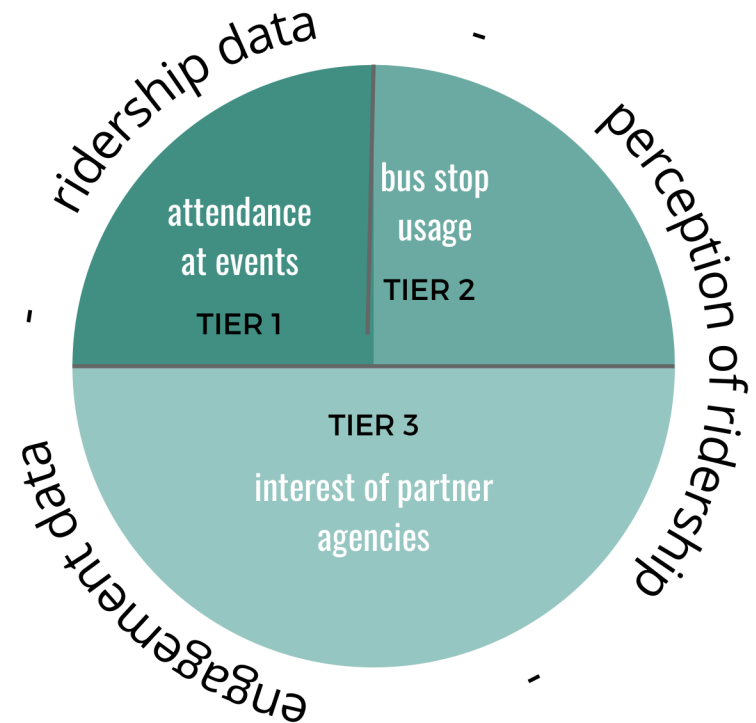 ridership data - perception of ridership - engagement data -
attendance
at events
TIER 1
bus stop
usage
TIER 2
TIER 3
interest of partner
agencies